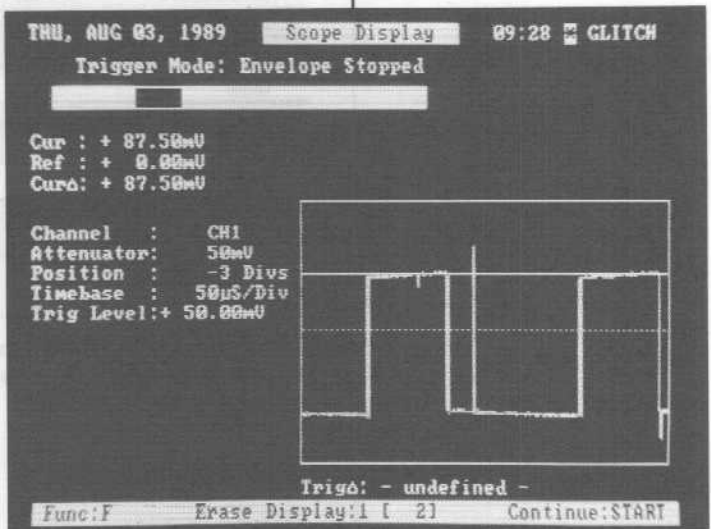 THU, AUG 03, 1989 Scope Display 09:28 * GLITCH
Trigger Mode: Envelope Stopped
Cur : + 87.50mV
Ref : + 0.00mV
Cur∆: + 87.50mV
Channel : CH1
Attenuator: 50mV
Position : -3 Divs
Timebase : 50µS/Div
Trig Level:+ 50.00mV
Trig∆: - undefined -
Func:F Erase Display:1 [ 2] Continue:START